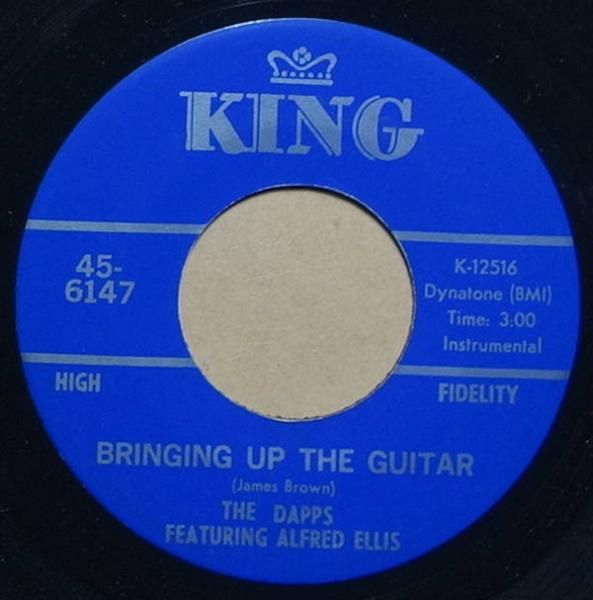 KING
45-
6147
K-12516
Dynatone (BMI)
Time: 3:00
Instrumental
HIGH
FIDELITY
BRINGING UP THE GUITAR
(James Brown)
THE DAPPS
FEATURING ALFRED ELLIS